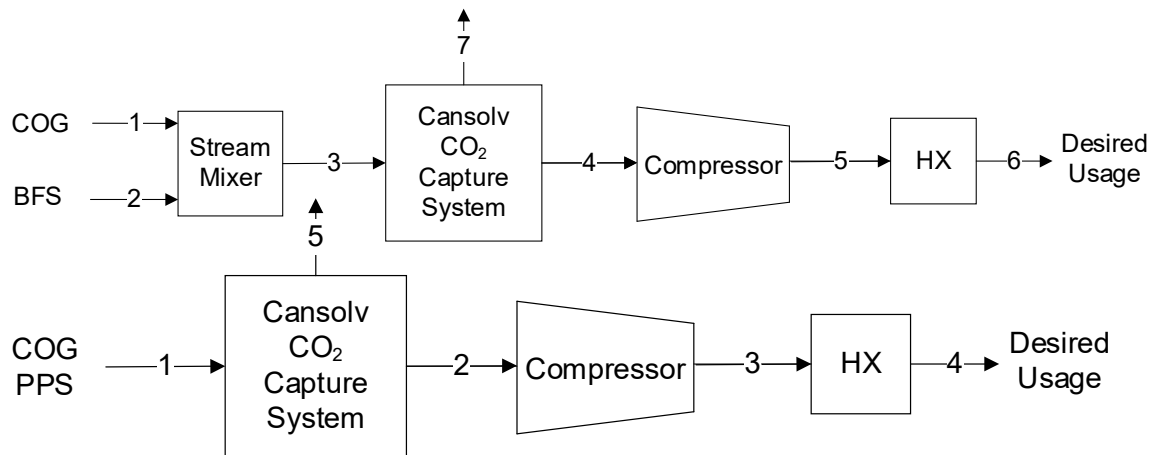 7
COG
1
Stream
Mixer
3
Cansolv
CO₂
Capture
System
4
Compressor
5
HX
6
Desired
Usage
BFS
2
5
COG
PPS
1
Cansolv
CO₂
Capture
System
2
Compressor
3
HX
4
Desired
Usage